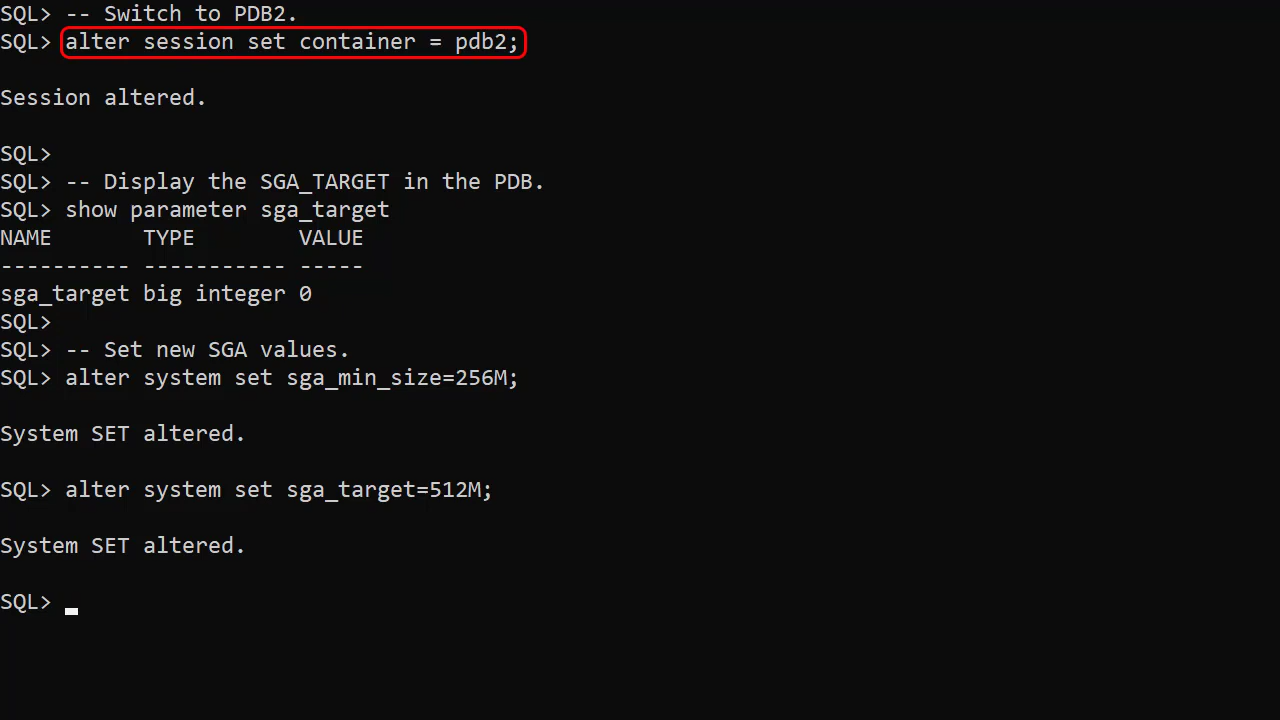 SQL> -- Switch to PDB2.
SQL> alter session set container = pdb2;
Session altered.
SQL>
SQL> -- Display the SGA_TARGET in the PDB.
SQL> show parameter sga_target
NAME       TYPE        VALUE
---------- ----------- -----
sga_target big integer 0
SQL>
SQL> -- Set new SGA values.
SQL> alter system set sga_min_size=256M;
System SET altered.
SQL> alter system set sga_target=512M;
System SET altered.
SQL>